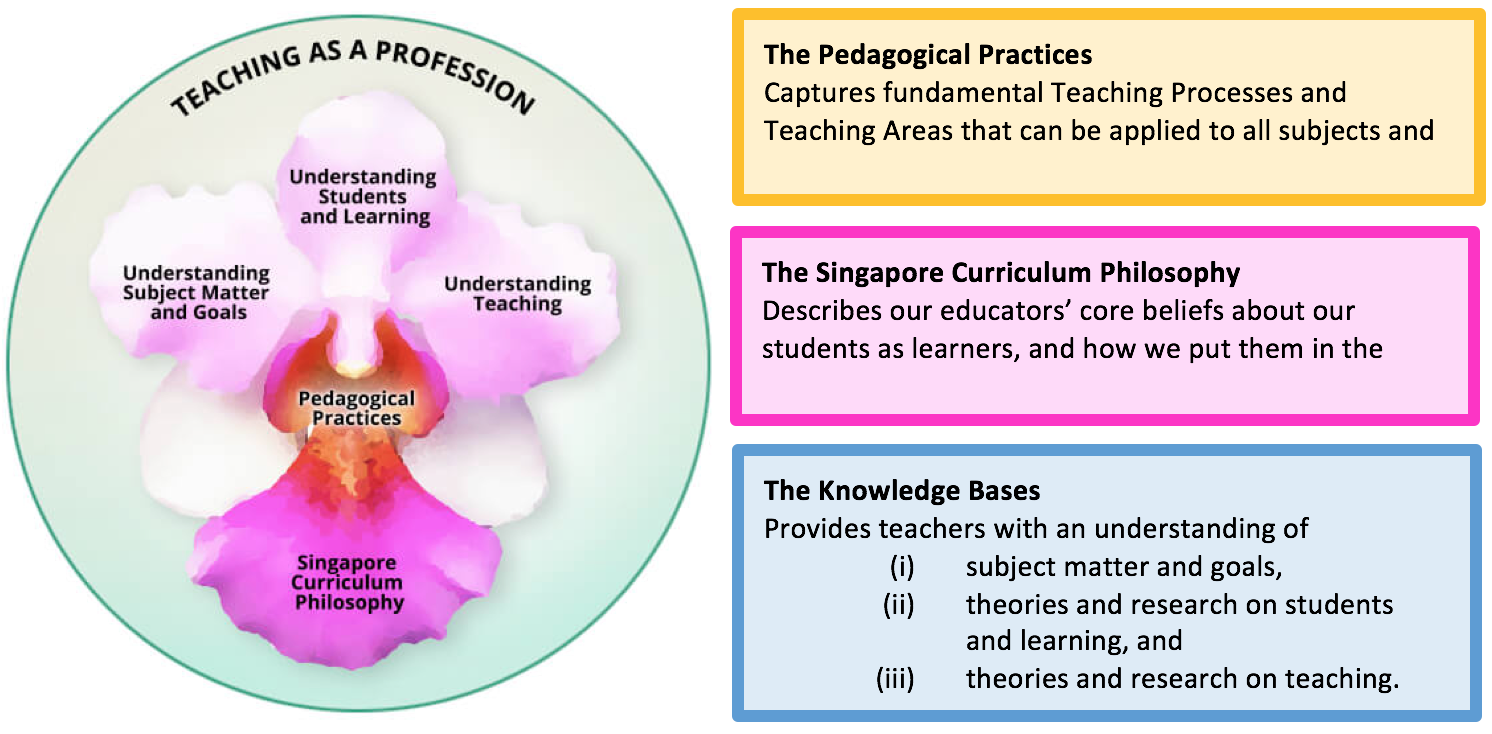 TEACHING AS A PROFESSION
Understanding
Students
and Learning
Understanding
Subject Matter
and Goals
Understanding
Teaching
Pedagogical
Practices
Singapore
Curriculum
Philosophy
The Pedagogical Practices
Captures fundamental Teaching Processes and
Teaching Areas that can be applied to all subjects and
The Singapore Curriculum Philosophy
Describes our educators’ core beliefs about our
students as learners, and how we put them in the
The Knowledge Bases
Provides teachers with an understanding of
(i) subject matter and goals,
(ii) theories and research on students
and learning, and
(iii) theories and research on teaching.